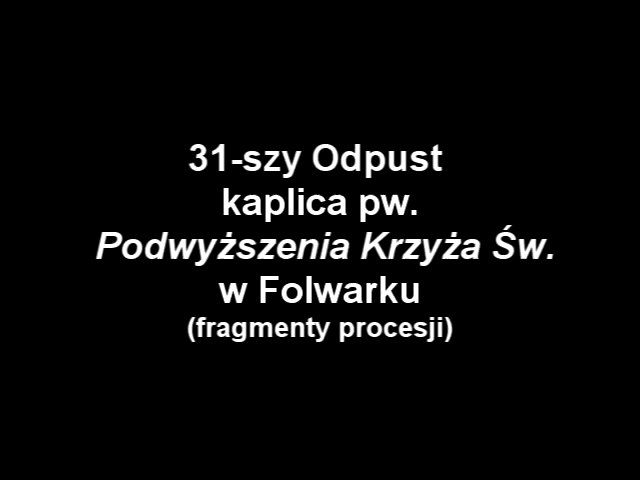 31-szy Odpust
kaplica pw.
Podwyższenia Krzyża Św.
w Folwarku
(fragmenty procesji)